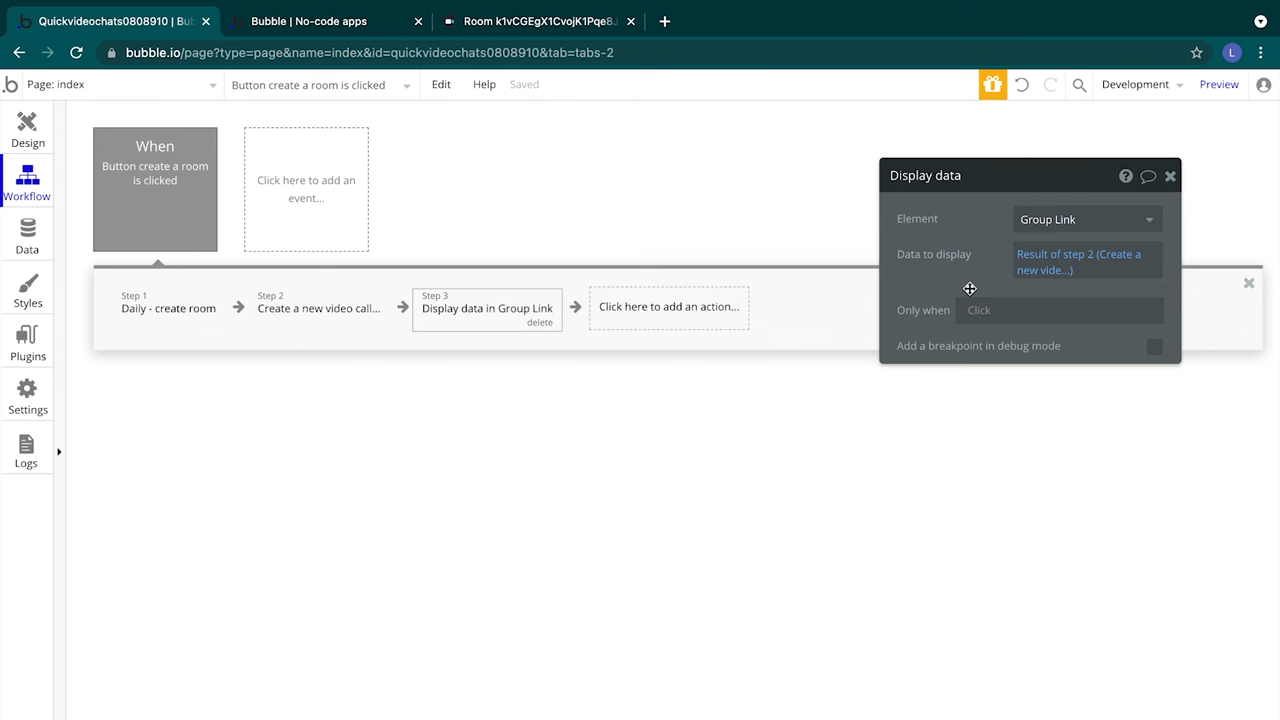 Quickvideochats0808910 | Bu
Bubble | No-code apps
Room k1vCGEgX1CvojK1Pqe8J
bubble.io/page?type=page&name=index&id=quickvideochats0808910&tab=tabs-2
L
b Page: index
Button create a room is clicked
Edit
Help
Saved
Development
Preview
Design
Workflow
Data
Styles
Plugins
Settings
Logs
When
Button create a room
is clicked
Click here to add an
event...
Step 1
Daily - create room
Step 2
Create a new video call...
Step 3
Display data in Group Link
delete
Click here to add an action...
Display data
Element
Group Link
Data to display
Result of step 2 (Create a
new vide...)
Only when
Click
Add a breakpoint in debug mode